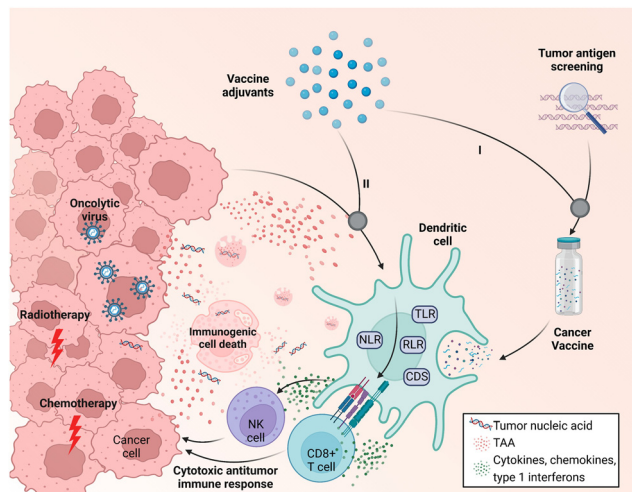 Vaccine
adjuvants
Tumor antigen
screening
I
II
Oncolytic
virus
Dendritic
cell
Radiotherapy
Immunogenic
cell death
TLR
NLR
RLR
CDS
Cancer
Vaccine
Chemotherapy
NK
cell
Cancer
cell
CD8+
T cell
Cytotoxic antitumor
immune response
Tumor nucleic acid
TAA
Cytokines, chemokines,
type 1 interferons